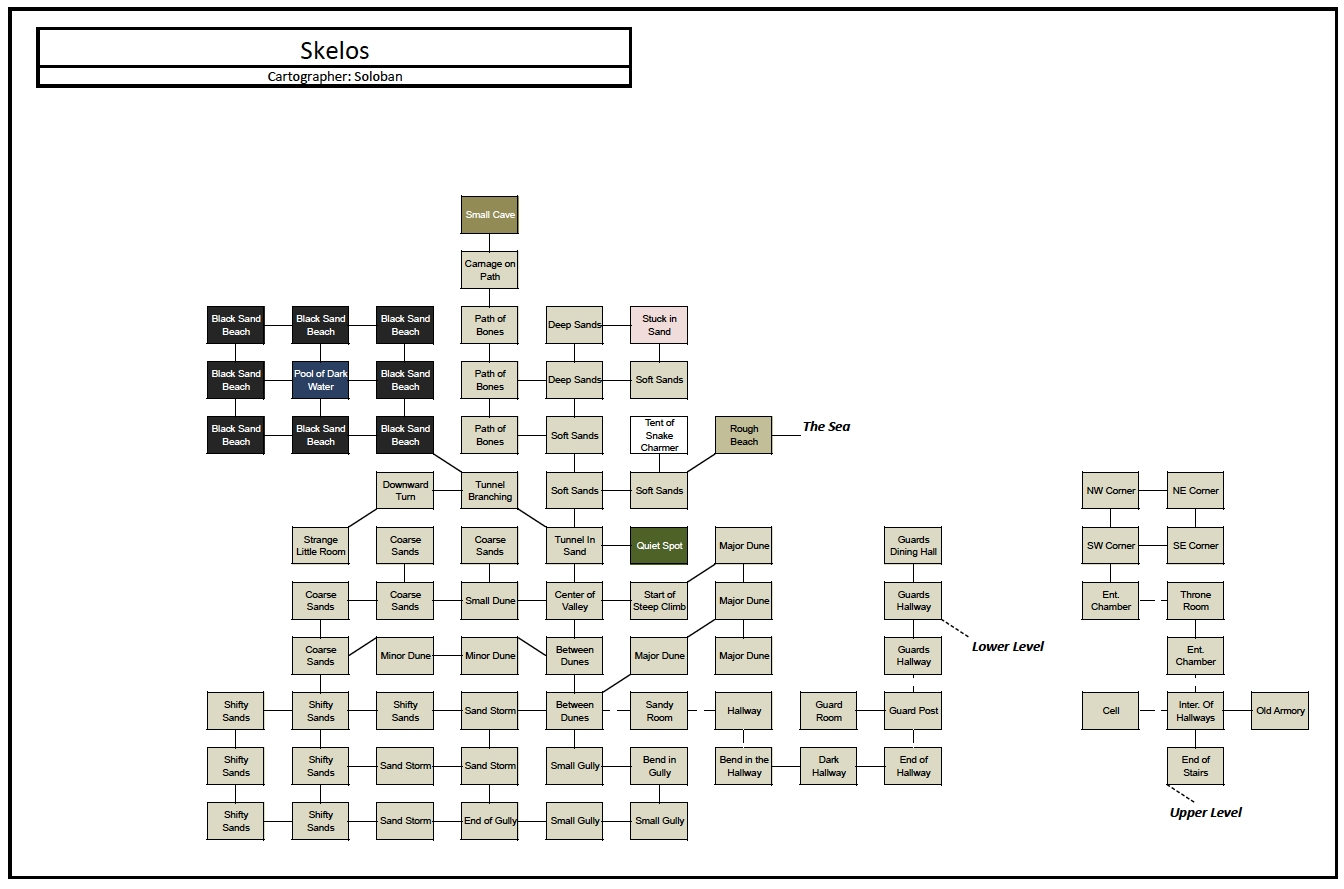 Skelos
Cartographer: Soloban
Small Cave
Carnage on
Path
Black Sand
Beach
Black Sand
Beach
Black Sand
Beach
Path of
Bones
Deep Sands
Stuck in
Sand
Black Sand
Beach
Pool of Dark
Water
Black Sand
Beach
Path of
Bones
Deep Sands
Soft Sands
Black Sand
Beach
Black Sand
Beach
Black Sand
Beach
Path of
Bones
Soft Sands
Tent of
Snake
Charmer
Rough
Beach
The Sea
Downward
Turn
Tunnel
Branching
Soft Sands
Soft Sands
NW Corner
NE Corner
Strange
Little Room
Coarse
Sands
Coarse
Sands
Tunnel In
Sand
Quiet Spot
Major Dune
Guards
Dining Hall
SW Corner
SE Corner
Coarse
Sands
Coarse
Sands
Small Dune
Center of
Valley
Start of
Steep Climb
Major Dune
Guards
Hallway
Ent.
Chamber
Throne
Room
Coarse
Sands
Minor Dune
Minor Dune
Between
Dunes
Major Dune
Major Dune
Guards
Hallway
Lower Level
Ent.
Chamber
Shifty
Sands
Shifty
Sands
Shifty
Sands
Sand Storm
Between
Dunes
Sandy
Room
Hallway
Guard
Room
Guard Post
Cell
Inter. Of
Hallways
Old Armory
Shifty
Sands
Shifty
Sands
Sand Storm
Sand Storm
Small Gully
Bend in
Gully
Bend in the
Hallway
Dark
Hallway
End of
Hallway
End of
Stairs
Shifty
Sands
Shifty
Sands
Sand Storm
End of Gully
Small Gully
Small Gully
Upper Level